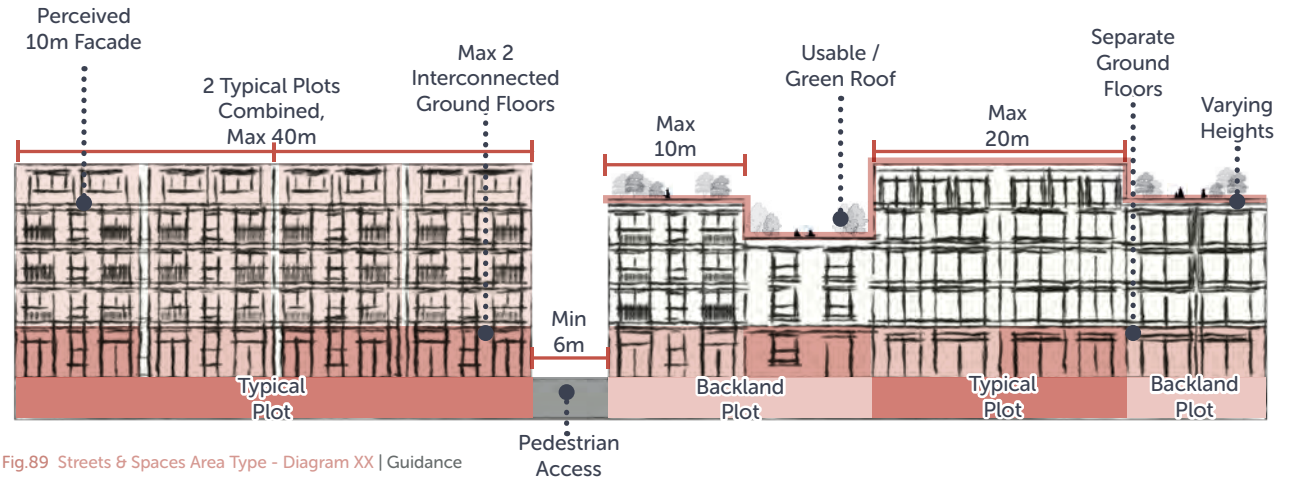 Perceived
10m Facade
2 Typical Plots
Combined,
Max 40m
Max 2
Interconnected
Ground Floors
Max
10m
Usable /
Green Roof
Max
20m
Separate
Ground
Floors
Varying
Heights
Min
6m
Typical
Plot
Backland
Plot
Typical
Plot
Backland
Plot
Pedestrian
Access
Fig.89 Streets & Spaces Area Type - Diagram XX | Guidance